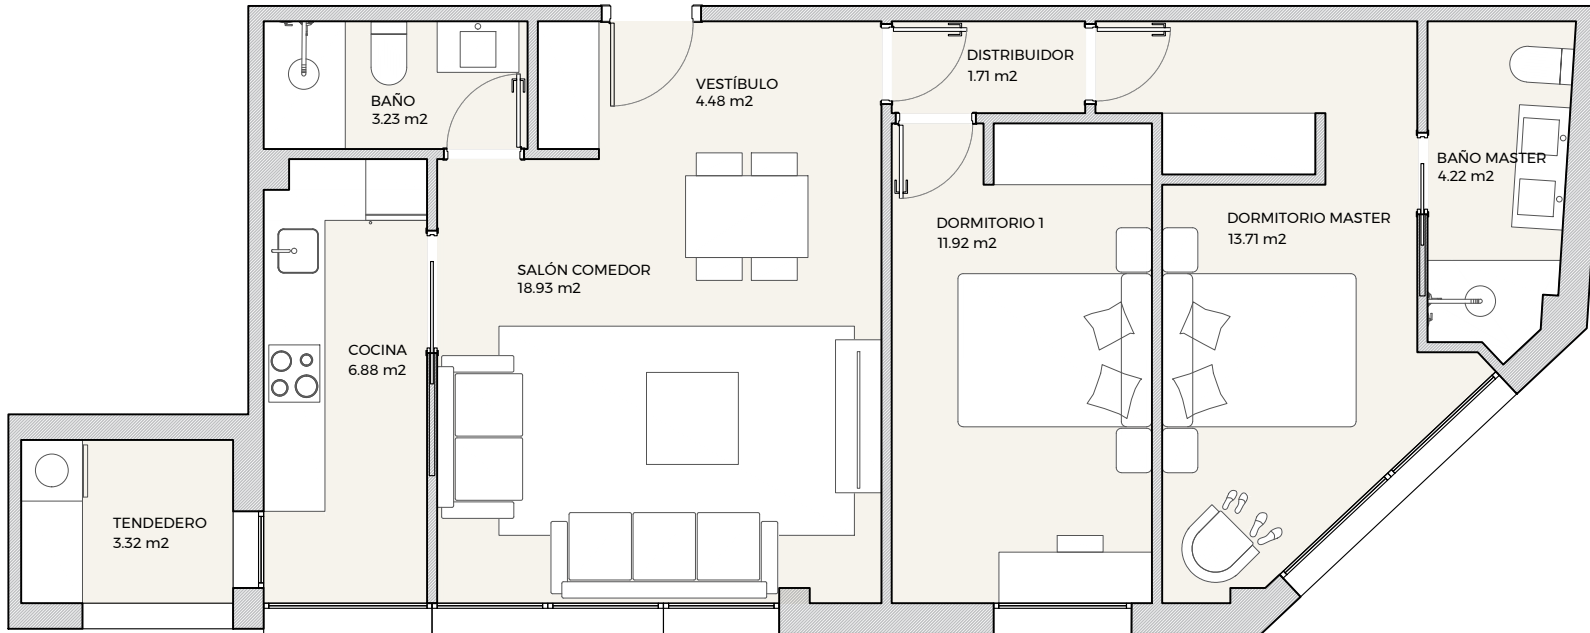 DISTRIBUIDOR
1.71 m2
VESTÍBULO
4.48 m2
BAÑO
3.23 m2
BAÑO MASTER
4.22 m2
DORMITORIO 1
11.92 m2
DORMITORIO MASTER
13.71 m2
SALÓN COMEDOR
18.93 m2
COCINA
6.88 m2
TENDEDERO
3.32 m2